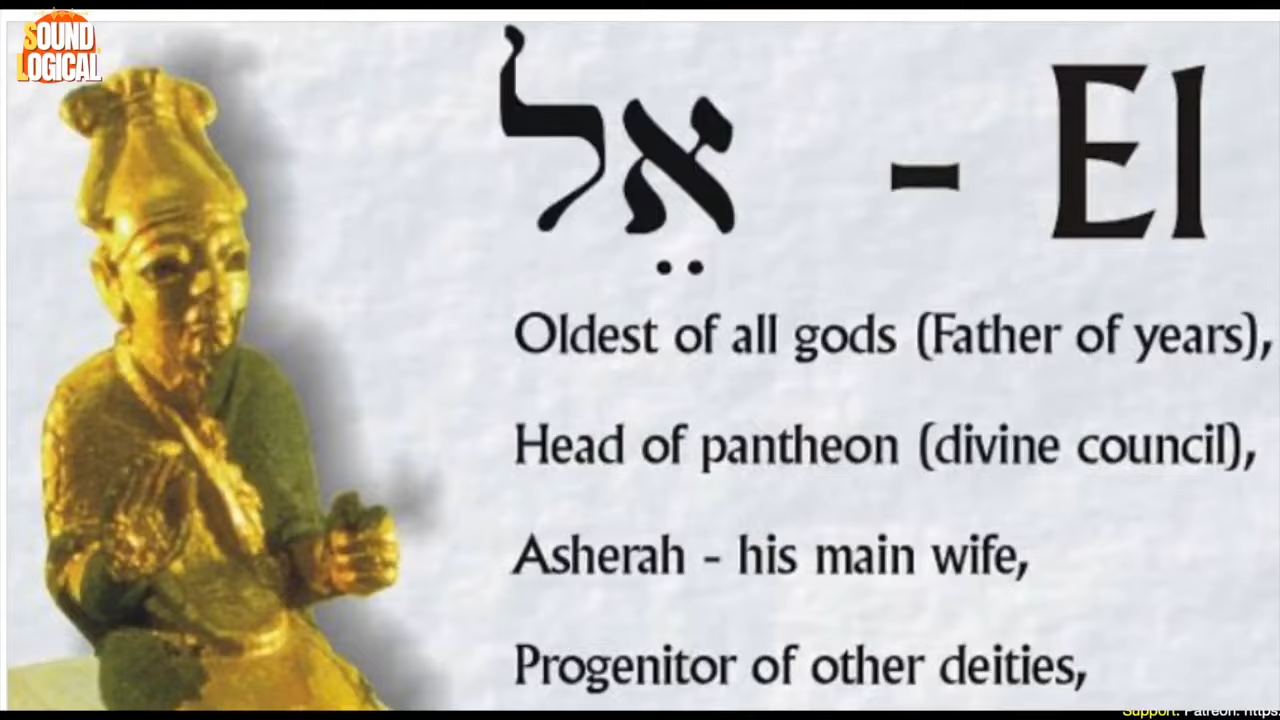 SOUND
LOGICAL
אֵל - El
Oldest of all gods (Father of years),
Head of pantheon (divine council),
Asherah - his main wife,
Progenitor of other deities,
Support: Patreon: https